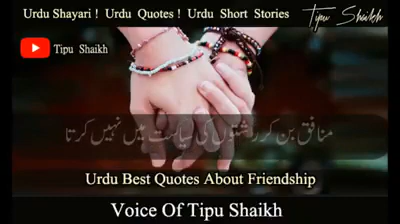 Urdu Shayari ! Urdu Quotes ! Urdu Short Stories
Tipu Shaikh
Tipu Shaikh
منافق بن کر رشتوں کی سیاست میں نہیں کرتا
Urdu Best Quotes About Friendship
Voice Of Tipu Shaikh